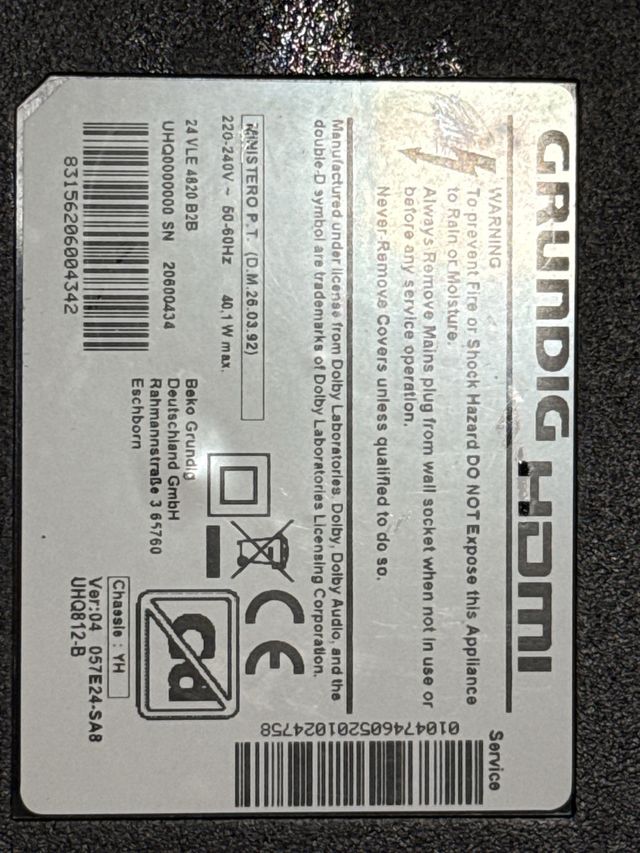 GRUNDIG HDMI
Service
WARNING
To prevent Fire or Shock Hazard DO NOT Expose this Appliance
to Rain or Moisture.
Always Remove Mains plug from wall socket when not in use or
before any service operation.
Never Remove Covers unless qualified to do so.
0104746605201024758
Manufactured under license from Dolby Laboratories. Dolby, Dolby Audio, and the
double-D symbol are trademarks of Dolby Laboratories Licensing Corporation.
MINISTERO P.T. (D.M.26.03.92)
220-240V ~ 50-60Hz 40,1 W max.
CE
Cd
24 VLE 4820 B2B
UHQ0000000 SN 20600434
83156206004342
Beko Grundig
Deutschland GmbH
Rahmannstraße 3 65760
Eschborn
Chassis : YH
Ver:04 057E24-SA8
UHQ812-B